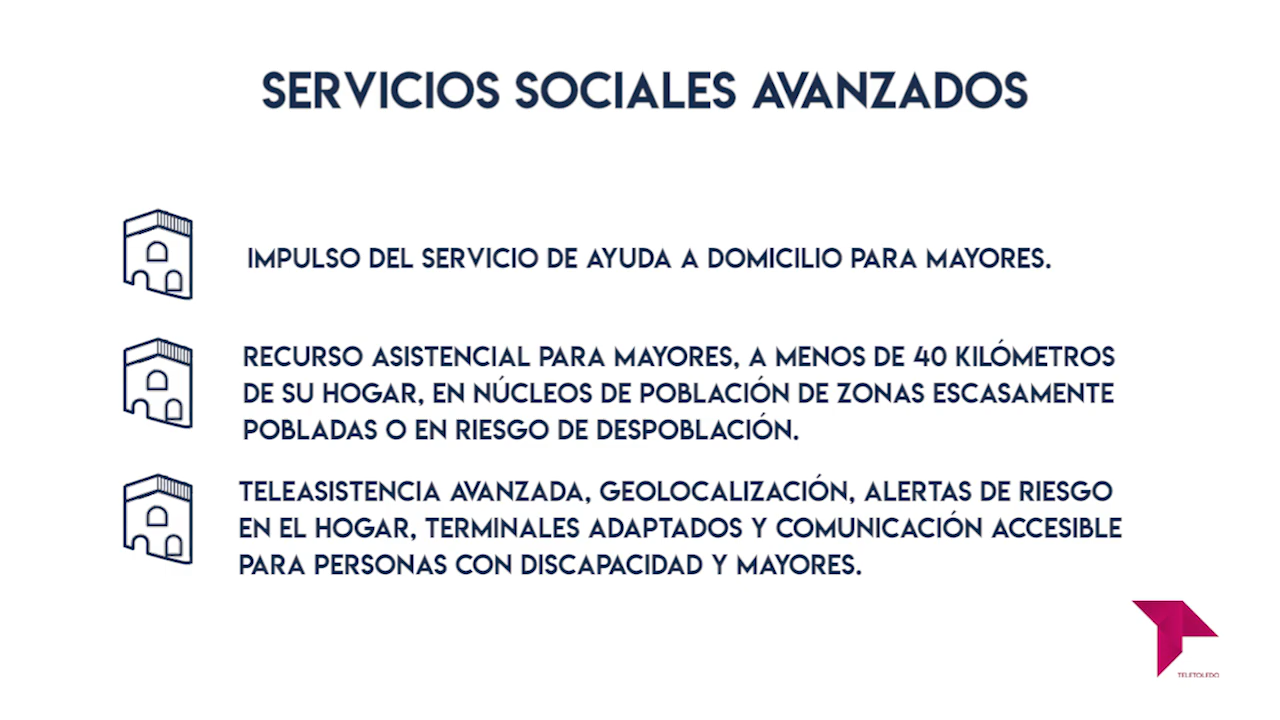 SERVICIOS SOCIALES AVANZADOS
IMPULSO DEL SERVICIO DE AYUDA A DOMICILIO PARA MAYORES.
RECURSO ASISTENCIAL PARA MAYORES, A MENOS DE 40 KILÓMETROS
DE SU HOGAR, EN NÚCLEOS DE POBLACIÓN DE ZONAS ESCASAMENTE
POBLADAS O EN RIESGO DE DESPOBLACIÓN.
TELEASISTENCIA AVANZADA, GEOLOCALIZACIÓN, ALERTAS DE RIESGO
EN EL HOGAR, TERMINALES ADAPTADOS Y COMUNICACIÓN ACCESIBLE
PARA PERSONAS CON DISCAPACIDAD Y MAYORES.
TELETOLEDO